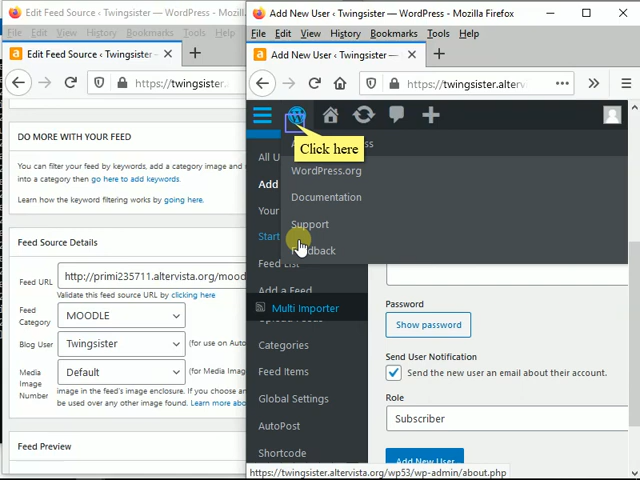 Edit Feed Source ‹ Twingsister — WordPress — Mozilla
File Edit View History Bookmarks Tools
Edit Feed Source ‹ Twingsister
https://twingsister.
DO MORE WITH YOUR FEED
can filter your feed by keywords, add a category image and
into categories then go here to add keywords.
Learn how the keyword filtering works by going here.
Feed Source Details
Feed URL
http://primi235711.altervista.org/mood
Validate this feed source URL by clicking here
Feed Category
MOODLE
Blog User
Twingsister
(for use on Auto
Media Image Number
Default
(for Media Imag
image in the feed's image enclosure. If you choose
be used over any other image found. Learn more abo
Feed Preview
Add New User ‹ Twingsister — WordPress — Mozilla Firefox
File Edit View History Bookmarks Tools
Add New User ‹ Twingsister —
https://twingsister.alter
Click here
WordPress.org
Documentation
Support
All U
Add
Your
Start
Feed List
Add a Feed
Multi Importer
Categories
Feed Items
Global Settings
AutoPost
Shortcode
Password
Show password
Send User Notification
Send the new user an email about their account.
Role
Subscriber
Add New User
https://twingsister.altervista.org/wp53/wp-admin/about.php